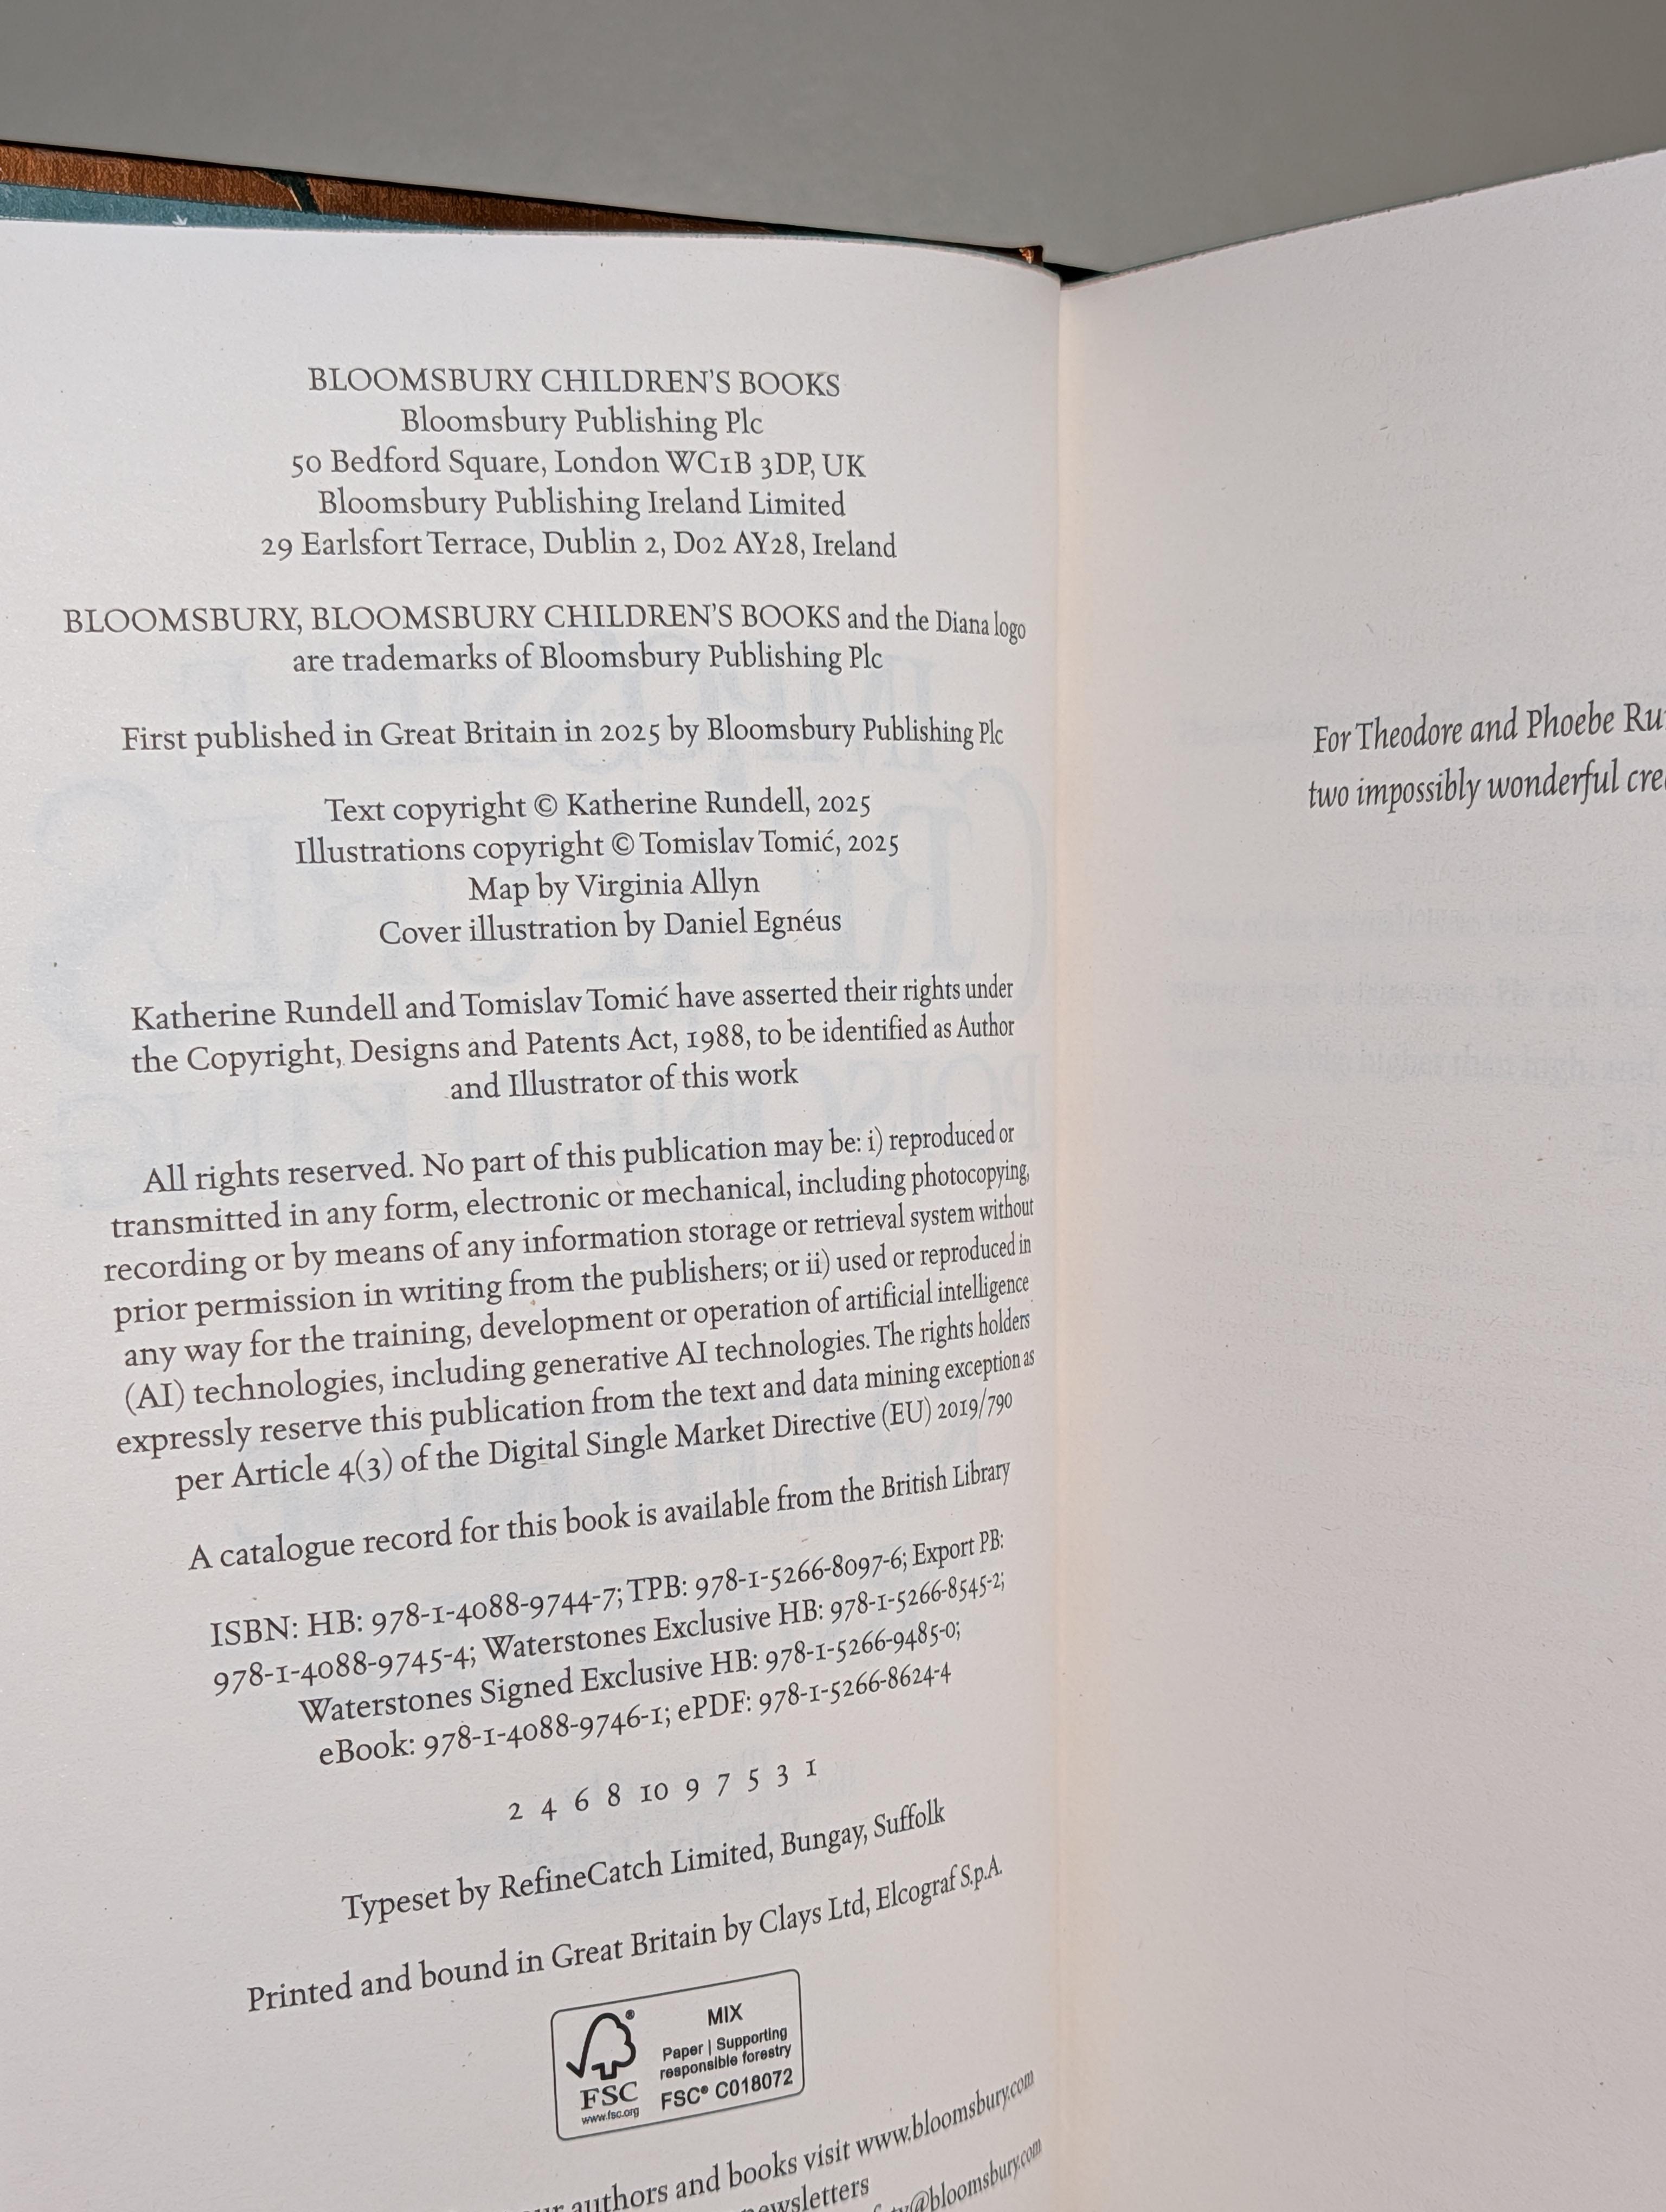 BLOOMSBURY CHILDREN'S BOOKS
Bloomsbury Publishing Plc
50 Bedford Square, London WC1B 3DP, UK
Bloomsbury Publishing Ireland Limited
29 Earlsfort Terrace, Dublin 2, D02 AY28, Ireland
BLOOMSBURY, BLOOMSBURY CHILDREN'S BOOKS and the Diana logo
are trademarks of Bloomsbury Publishing Plc
First published in Great Britain in 2025 by Bloomsbury Publishing Plc
Text copyright © Katherine Rundell, 2025
Illustrations copyright © Tomislav Tomić, 2025
Map by Virginia Allyn
Cover illustration by Daniel Egnéus
Katherine Rundell and Tomislav Tomić have asserted their rights under
the Copyright, Designs and Patents Act, 1988, to be identified as Author
and Illustrator of this work
All rights reserved. No part of this publication may be: i) reproduced or
transmitted in any form, electronic or mechanical, including photocopying,
recording or by means of any information storage or retrieval system without
prior permission in writing from the publishers; or ii) used or reproduced in
any way for the training, development or operation of artificial intelligence
(AI) technologies, including generative AI technologies. The rights holders
expressly reserve this publication from the text and data mining exception as
per Article 4(3) of the Digital Single Market Directive (EU) 2019/790
A catalogue record for this book is available from the British Library
ISBN: HB: 978-1-4088-9744-7; TPB: 978-1-5266-8097-6; Export PB:
978-1-4088-9745-4; Waterstones Exclusive HB: 978-1-5266-8545-2;
Waterstones Signed Exclusive HB: 978-1-5266-9485-0;
eBook: 978-1-4088-9746-1; ePDF: 978-1-5266-8624-4
2 4 6 8 10 9 7 5 3 1
Typeset by RefineCatch Limited, Bungay, Suffolk
Printed and bound in Great Britain by Clays Ltd, Elcograf S.p.A.
FSC
www.fsc.org
MIX
Paper | Supporting
responsible forestry
FSC® C018072
authors and books visit www.bloomsbury.com
newsletters
@bloomsbury.com
For Theodore and Phoebe
two impossibly wonderful